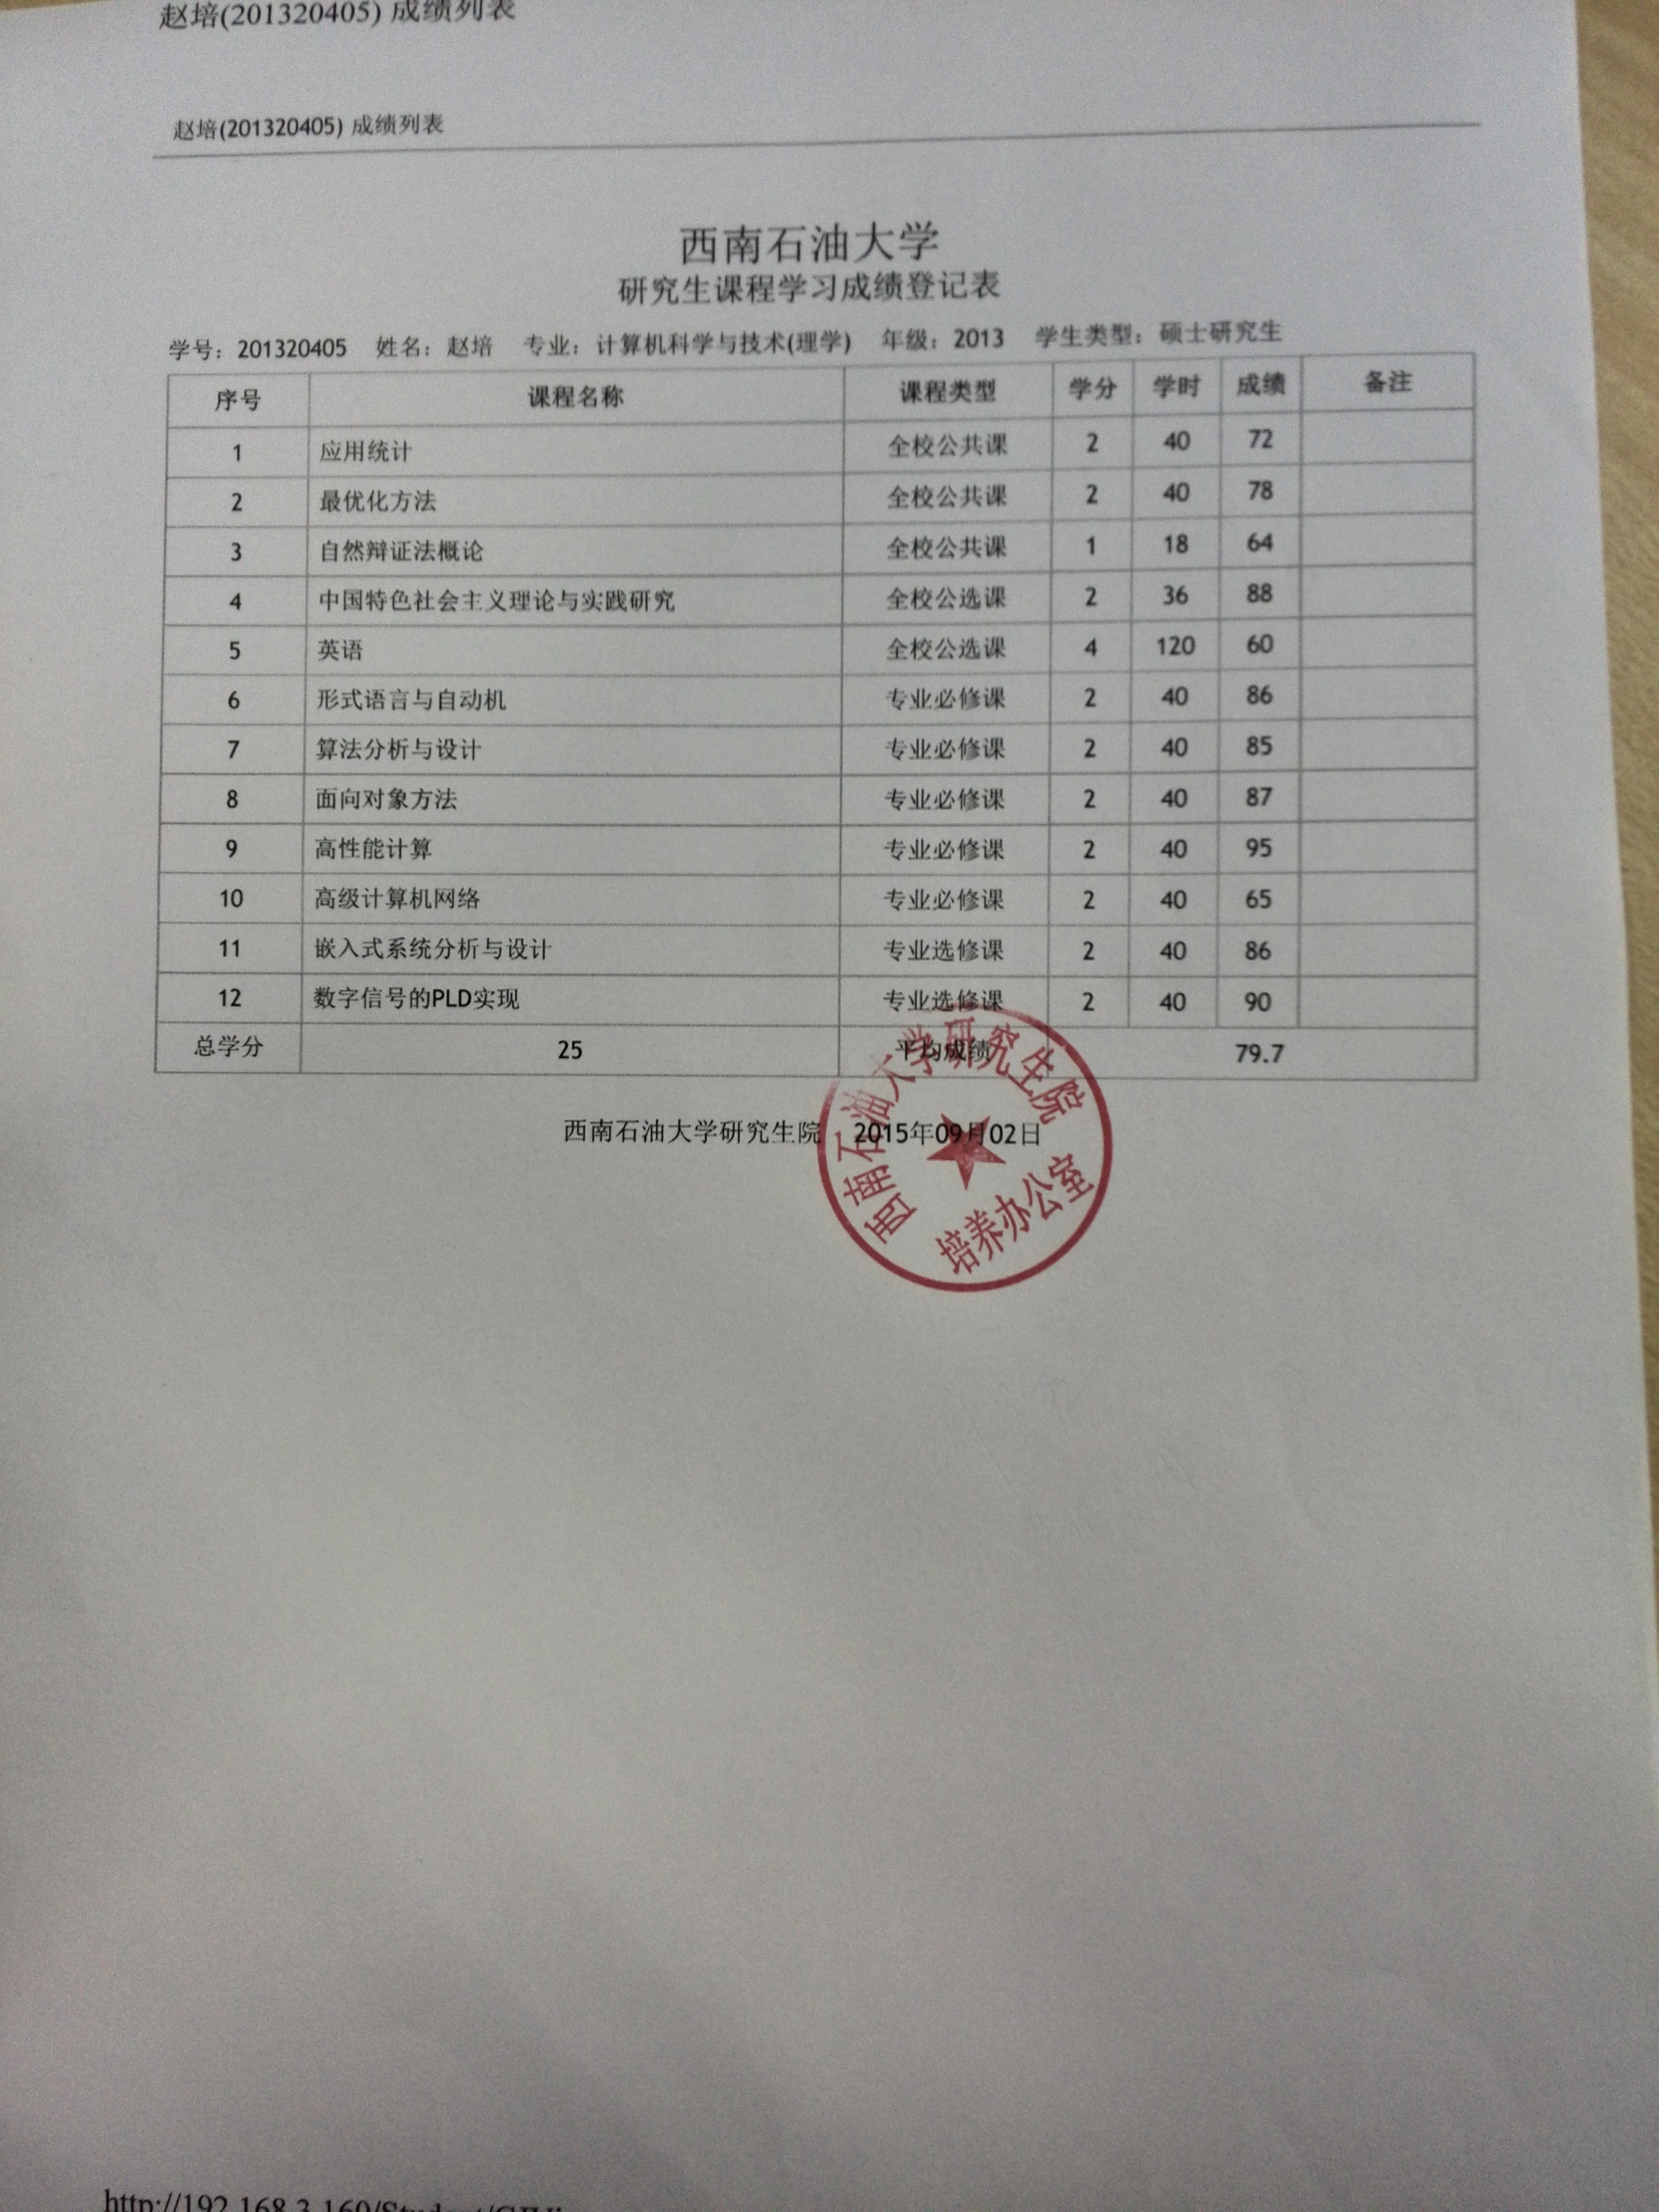 赵培(201320405) 成绩列表
赵培(201320405) 成绩列表
西南石油大学
研究生课程学习成绩登记表
学号：201320405 姓名：赵培 专业：计算机科学与技术(理学) 年级：2013 学生类型：硕士研究生
序号 课程名称 课程类型 学分 学时 成绩 备注
1 应用统计 全校公共课 2 40 72
2 最优化方法 全校公共课 2 40 78
3 自然辩证法概论 全校公共课 1 18 64
4 中国特色社会主义理论与实践研究 全校公选课 2 36 88
5 英语 全校公选课 4 120 60
6 形式语言与自动机 专业必修课 2 40 86
7 算法分析与设计 专业必修课 2 40 85
8 面向对象方法 专业必修课 2 40 87
9 高性能计算 专业必修课 2 40 95
10 高级计算机网络 专业必修课 2 40 65
11 嵌入式系统分析与设计 专业选修课 2 40 86
12 数字信号的PLD实现 专业选修课 2 40 90
总学分 25 平均成绩 79.7
西南石油大学研究生院 2015年09月02日
西南石油大学研究生院
培养办公室
http://192.168.3.160/Student/